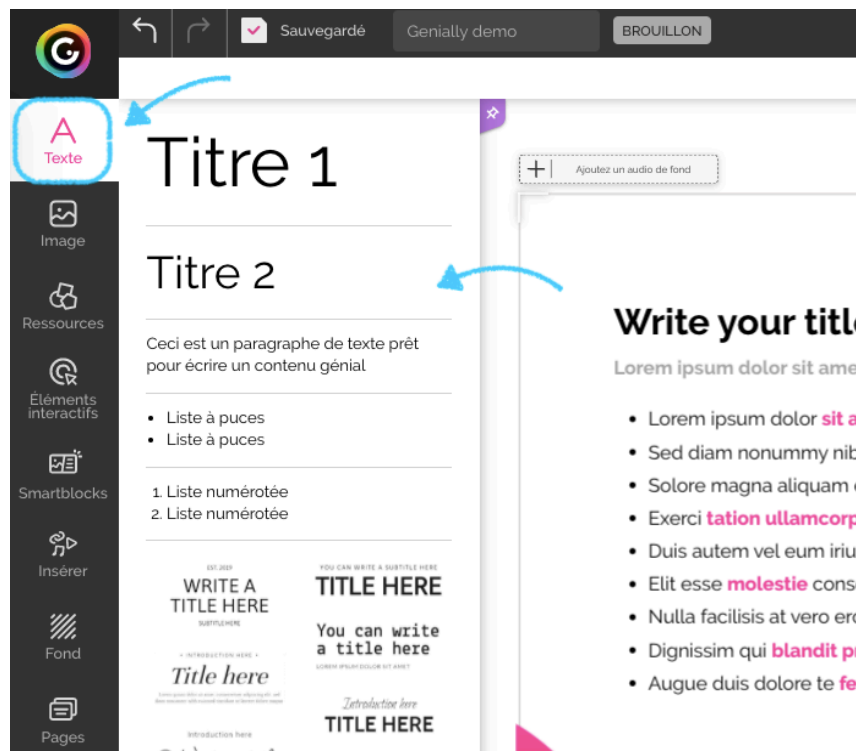 Sauvegardé
Genially demo
BROUILLON
Texte
Image
Ressources
Éléments
interactifs
Smartblocks
Insérer
Fond
Pages
Titre 1
Titre 2
Ceci est un paragraphe de texte prêt
pour écrire un contenu génial
• Liste à puces
• Liste à puces
1. Liste numérotée
2. Liste numérotée
EST. 2019
WRITE A
TITLE HERE
SUBTITLE HERE
YOU CAN WRITE A SUBTITLE HERE
TITLE HERE
You can write
a title here
LOREM IPSUM DOLOR SIT AMET
• INTRODUCTION HERE •
Title here
Introduction here
TITLE HERE
Introduction here
Ajoutez un audio de fond
Write your titl
Lorem ipsum dolor sit ame
• Lorem ipsum dolor sit a
• Sed diam nonummy nib
• Solore magna aliquam
• Exerci tation ullamcorp
• Duis autem vel eum iriu
• Elit esse molestie cons
• Nulla facilisis at vero er
• Dignissim qui blandit p
• Augue duis dolore te fe